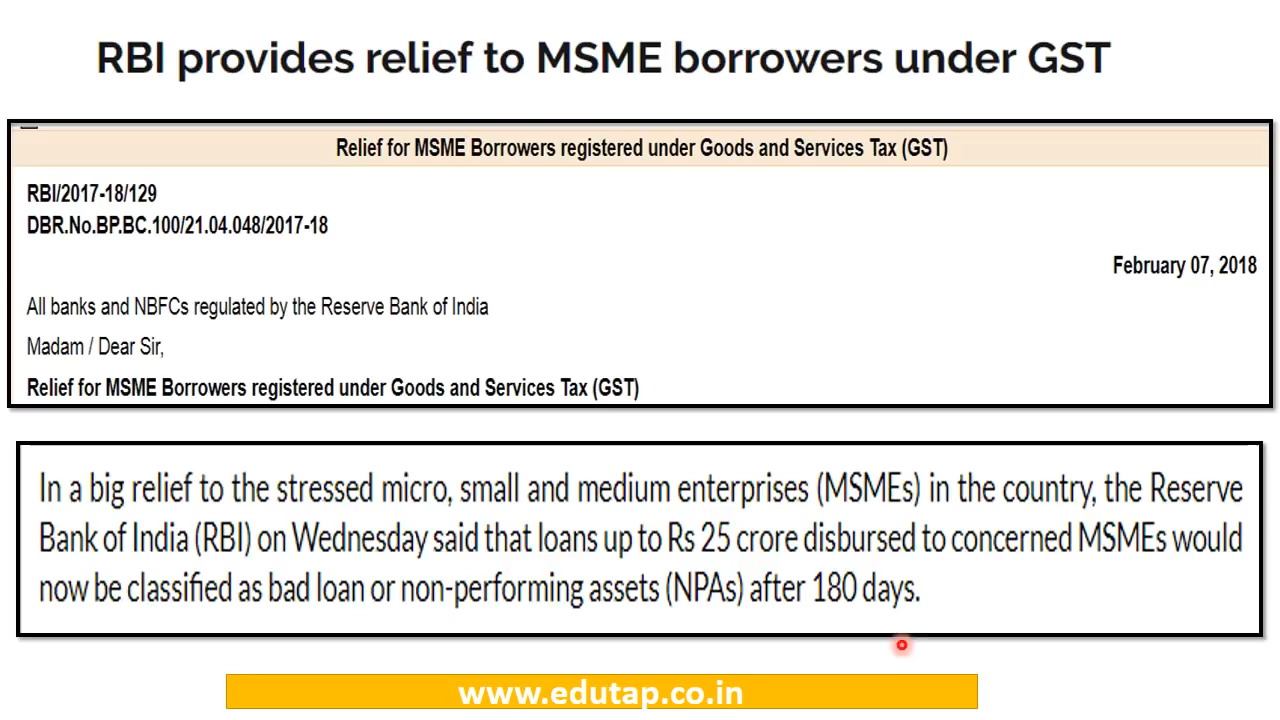 RBI provides relief to MSME borrowers under GST
Relief for MSME Borrowers registered under Goods and Services Tax (GST)
RBI/2017-18/129
DBR.No.BP.BC.100/21.04.048/2017-18
February 07, 2018
All banks and NBFCs regulated by the Reserve Bank of India
Madam / Dear Sir,
Relief for MSME Borrowers registered under Goods and Services Tax (GST)
In a big relief to the stressed micro, small and medium enterprises (MSMEs) in the country, the Reserve
Bank of India (RBI) on Wednesday said that loans up to Rs 25 crore disbursed to concerned MSMEs would
now be classified as bad loan or non-performing assets (NPAs) after 180 days.
www.edutap.co.in